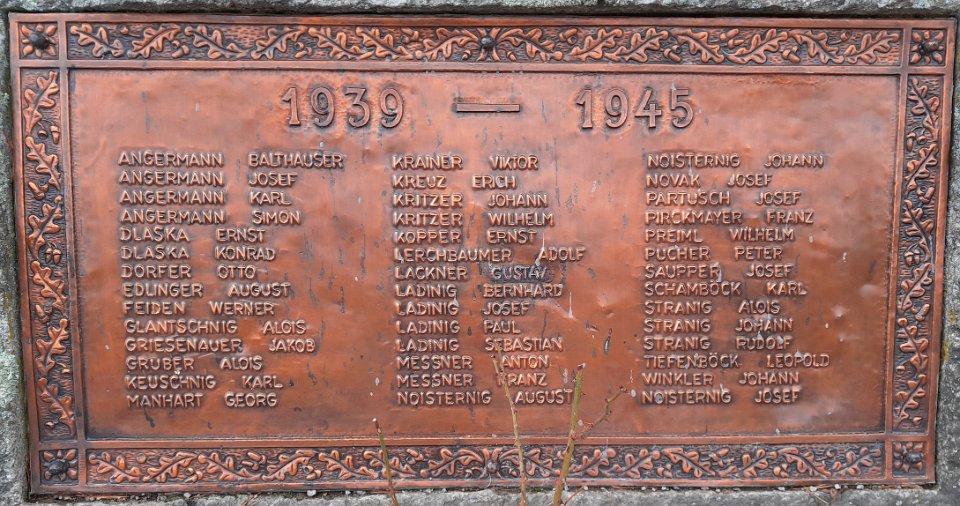 1939 — 1945
ANGERMANN BALTHAUSER
ANGERMANN JOSEF
ANGERMANN KARL
ANGERMANN SIMON
DLASKA ERNST
DLASKA KONRAD
DORFER OTTO
EDLINGER AUGUST
FEIDEN WERNER
GLANTSCHNIG ALOIS
GRIESENAUER JAKOB
GRUBER ALOIS
KEUSCHNIG KARL
MANHART GEORG
KRAINER VIKTOR
KREUZ ERICH
KRITZER JOHANN
KRITZER WILHELM
KOPPER ERNST
LERCHBAUMER ADOLF
LACKNER GUSTAV
LADINIG BERNHARD
LADINIG JOSEF
LADINIG PAUL
LADINIG SEBASTIAN
MESSNER ANTON
MESSNER FRANZ
NOISTERNIG AUGUST
NOISTERNIG JOHANN
NOVAK JOSEF
PARTUSCH JOSEF
PIRCKMAYER FRANZ
PREIML WILHELM
PUCHER PETER
SAUPPER JOSEF
SCHAMBÖCK KARL
STRANIG ALOIS
STRANIG JOHANN
STRANIG RUDOLF
TIEFENBÖCK LEOPOLD
WINKLER JOHANN
NOISTERNIG JOSEF